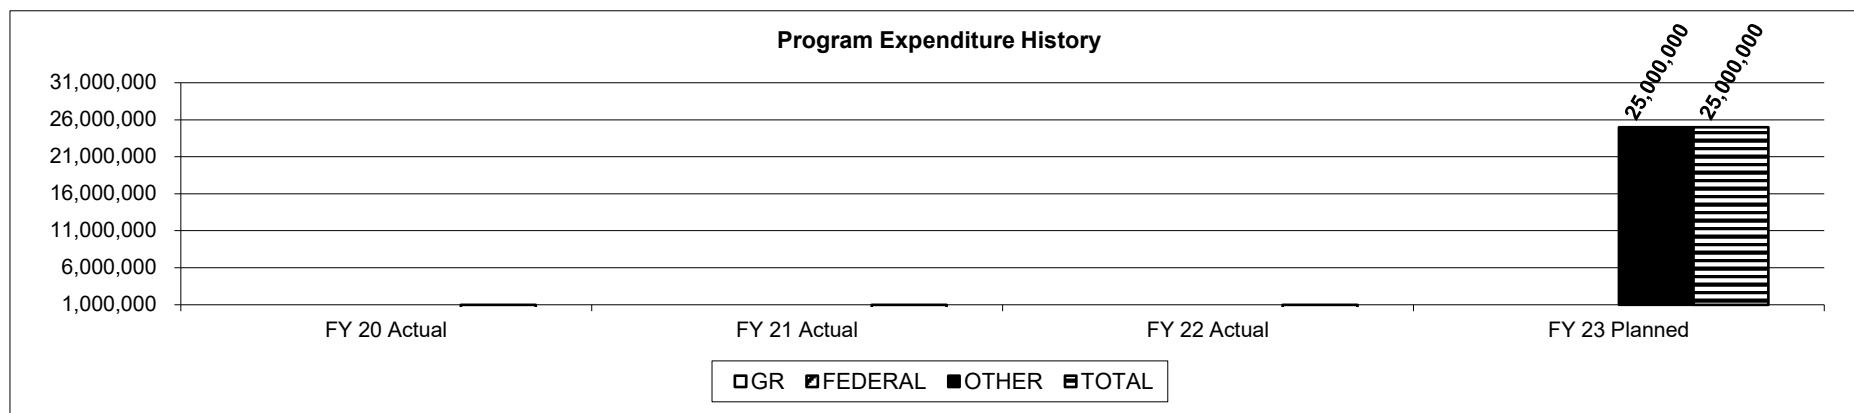 Program Expenditure History
25,000,000
25,000,000
31,000,000
26,000,000
21,000,000
16,000,000
11,000,000
6,000,000
1,000,000
FY 20 Actual
FY 21 Actual
FY 22 Actual
FY 23 Planned
GR FEDERAL OTHER TOTAL